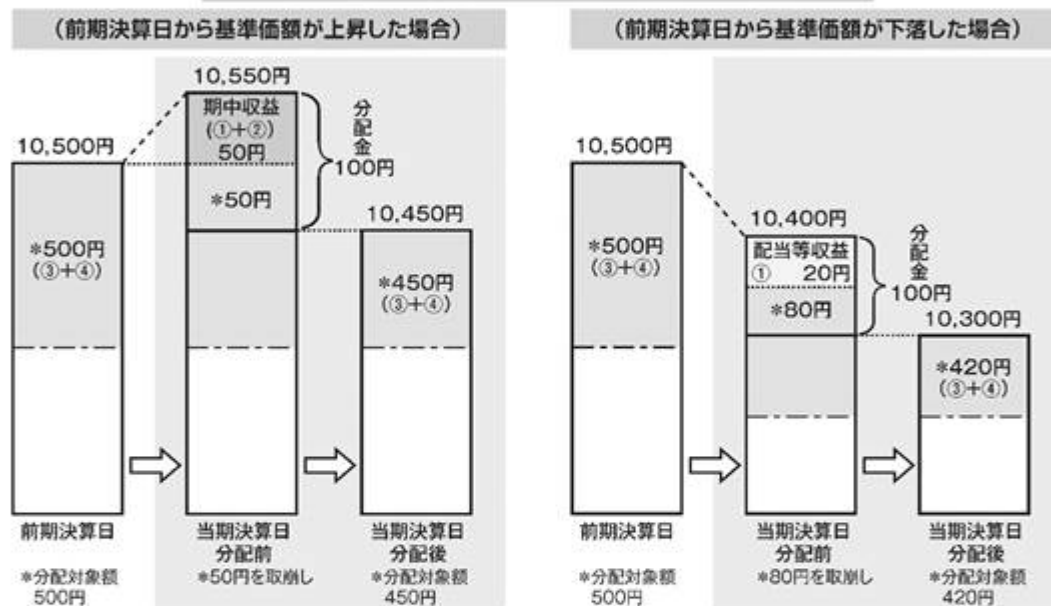 (前期決算日から基準価額が上昇した場合)
10,550円
期中収益
(①+②)
50円
*50円
分配金
100円
10,500円
*500円
(③+④)
10,450円
*450円
(③+④)
前期決算日
*分配対象額
500円
当期決算日
分配前
*50円を取崩し
当期決算日
分配後
*分配対象額
450円
(前期決算日から基準価額が下落した場合)
10,500円
*500円
(③+④)
10,400円
配当等収益
① 20円
*80円
分配金
100円
10,300円
*420円
(③+④)
前期決算日
*分配対象額
500円
当期決算日
分配前
*80円を取崩し
当期決算日
分配後
*分配対象額
420円